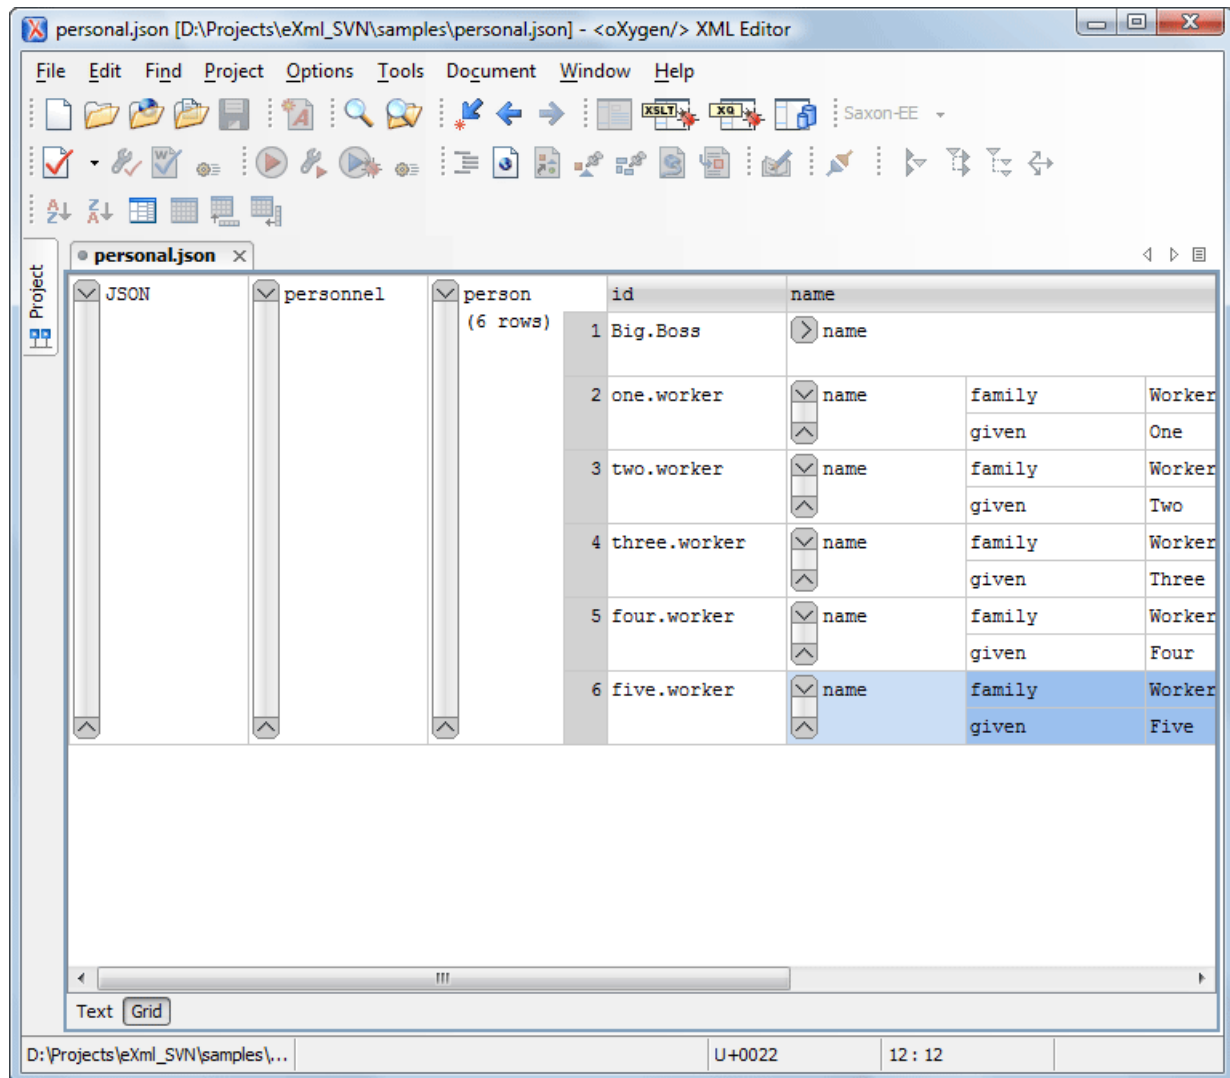 personal.json [D:\Projects\eXml_SVN\samples\personal.json] - <oXygen/> XML Editor
File Edit Find Project Options Tools Document Window Help
XSLT XQ Saxon-EE
Project
personal.json
JSON personnel person id name
(6 rows)
1 Big.Boss name
2 one.worker name family Worker
given One
3 two.worker name family Worker
given Two
4 three.worker name family Worker
given Three
5 four.worker name family Worker
given Four
6 five.worker name family Worker
given Five
Text Grid
D:\Projects\eXml_SVN\samples\... U+0022 12 : 12